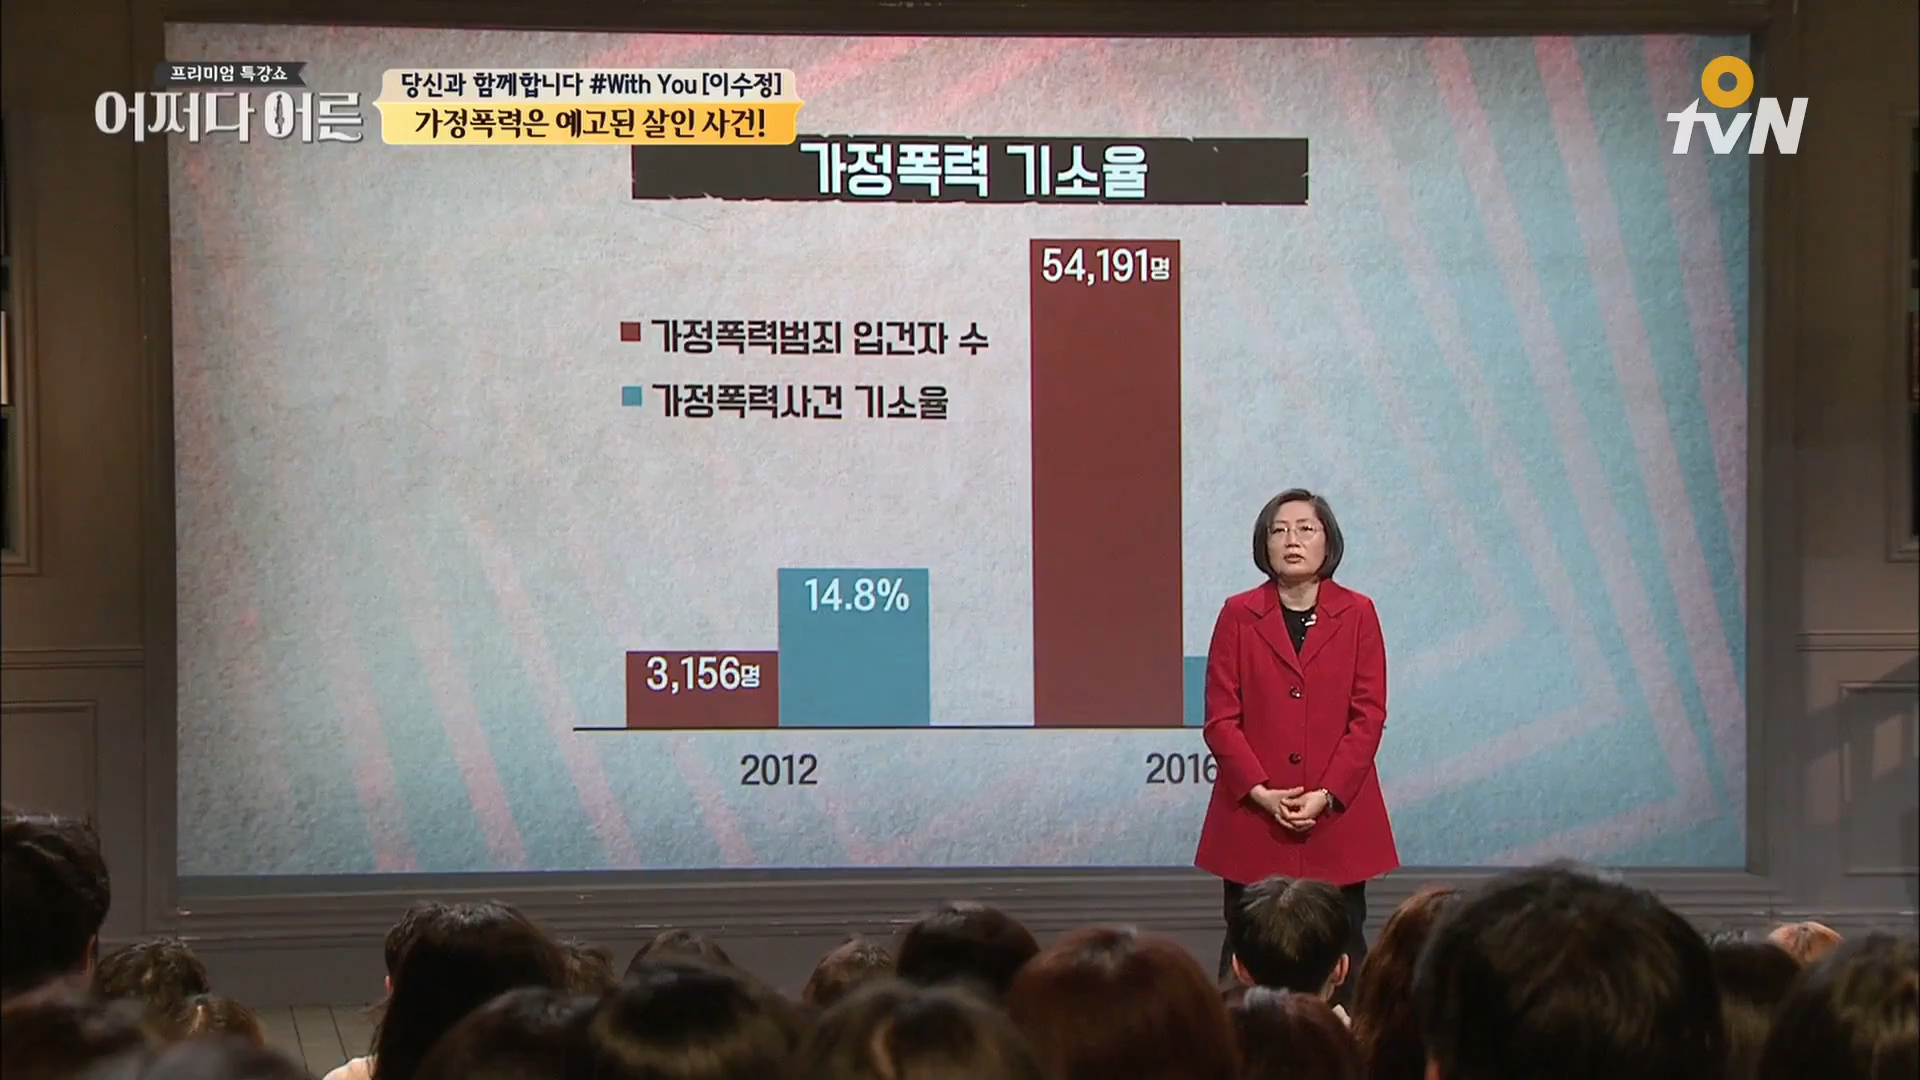 프리미엄 특강쇼
어쩌다 어른
당신과 함께합니다 #With You [이수정]
가정폭력은 예고된 살인 사건!
tvN
가정폭력 기소율
54,191명
가정폭력범죄 입건자 수
가정폭력사건 기소율
14.8%
3,156명
2012
2016